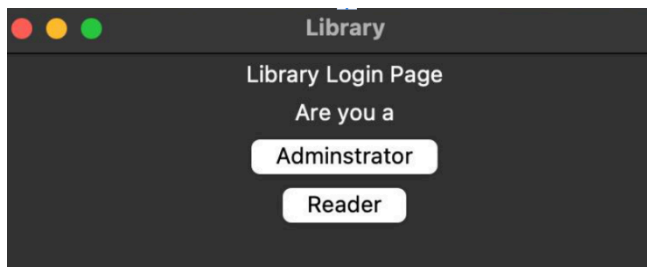 Library
Library Login Page
Are you a
Adminstrator
Reader